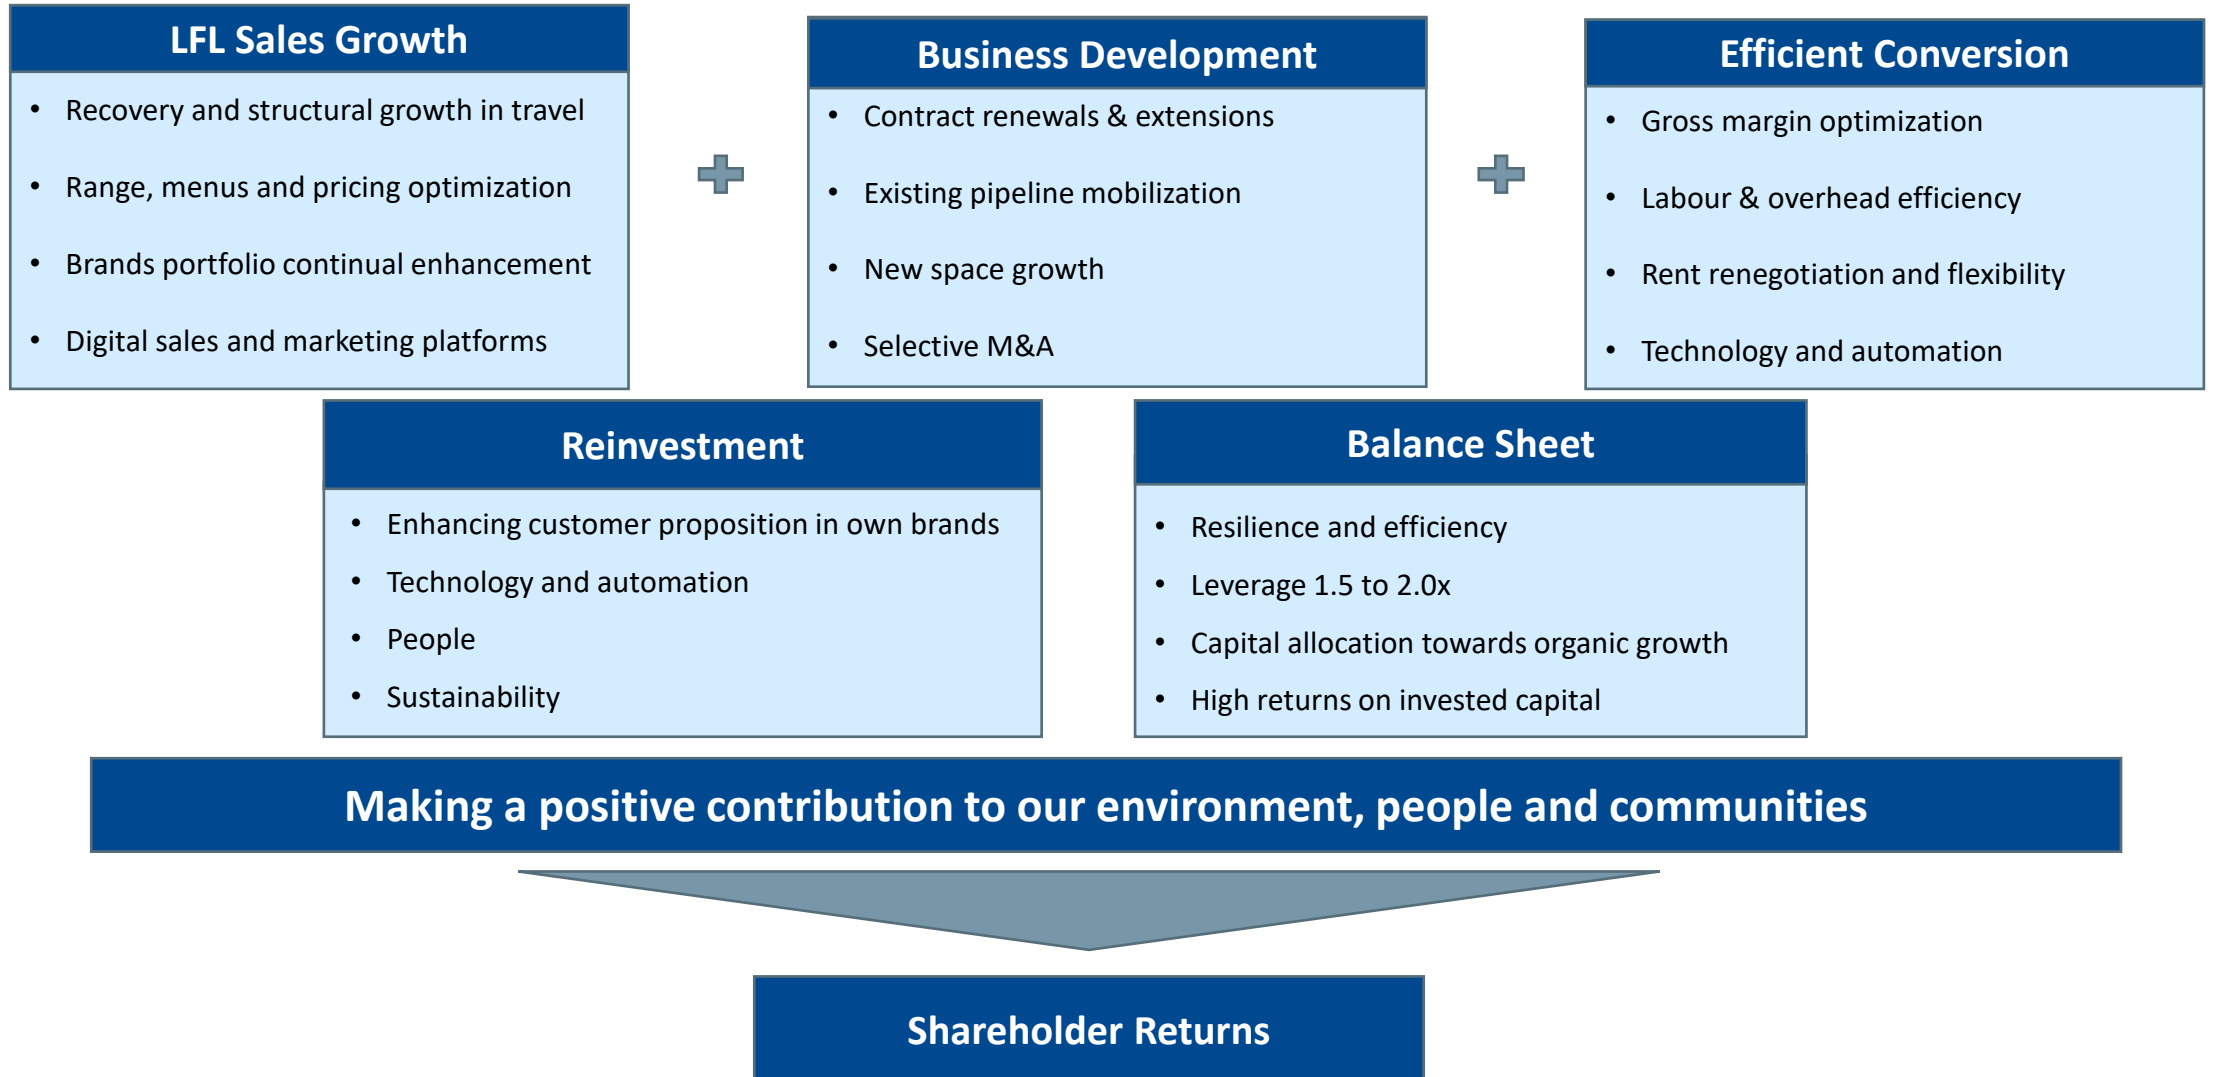 LFL Sales Growth
• Recovery and structural growth in travel
• Range, menus and pricing optimization
• Brands portfolio continual enhancement
• Digital sales and marketing platforms
Business Development
• Contract renewals & extensions
• Existing pipeline mobilization
• New space growth
• Selective M&A
Efficient Conversion
• Gross margin optimization
• Labour & overhead efficiency
• Rent renegotiation and flexibility
• Technology and automation
Reinvestment
• Enhancing customer proposition in own brands
• Technology and automation
• People
• Sustainability
Balance Sheet
• Resilience and efficiency
• Leverage 1.5 to 2.0x
• Capital allocation towards organic growth
• High returns on invested capital
Making a positive contribution to our environment, people and communities
Shareholder Returns